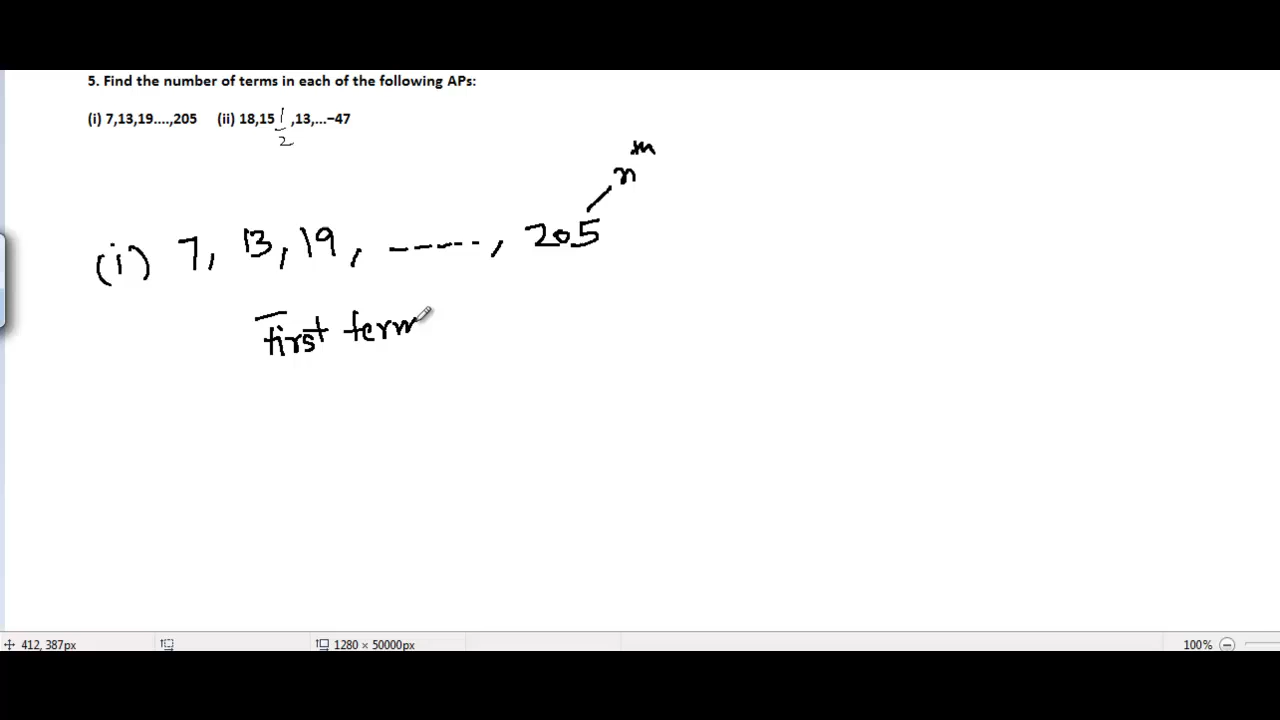 5. Find the number of terms in each of the following APs:
(i) 7,13,19....,205 (ii) 18,15 1/2 ,13,...−47
th
n
(i) 7, 13, 19, ------, 205
First term
412, 387px 1280 × 50000px 100%